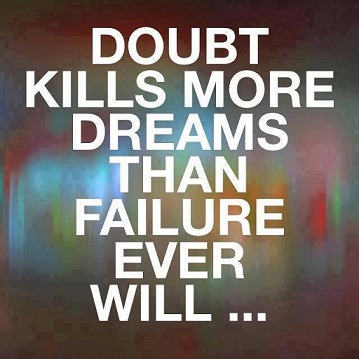 DOUBT
KILLS MORE
DREAMS
THAN
FAILURE
EVER
WILL ...